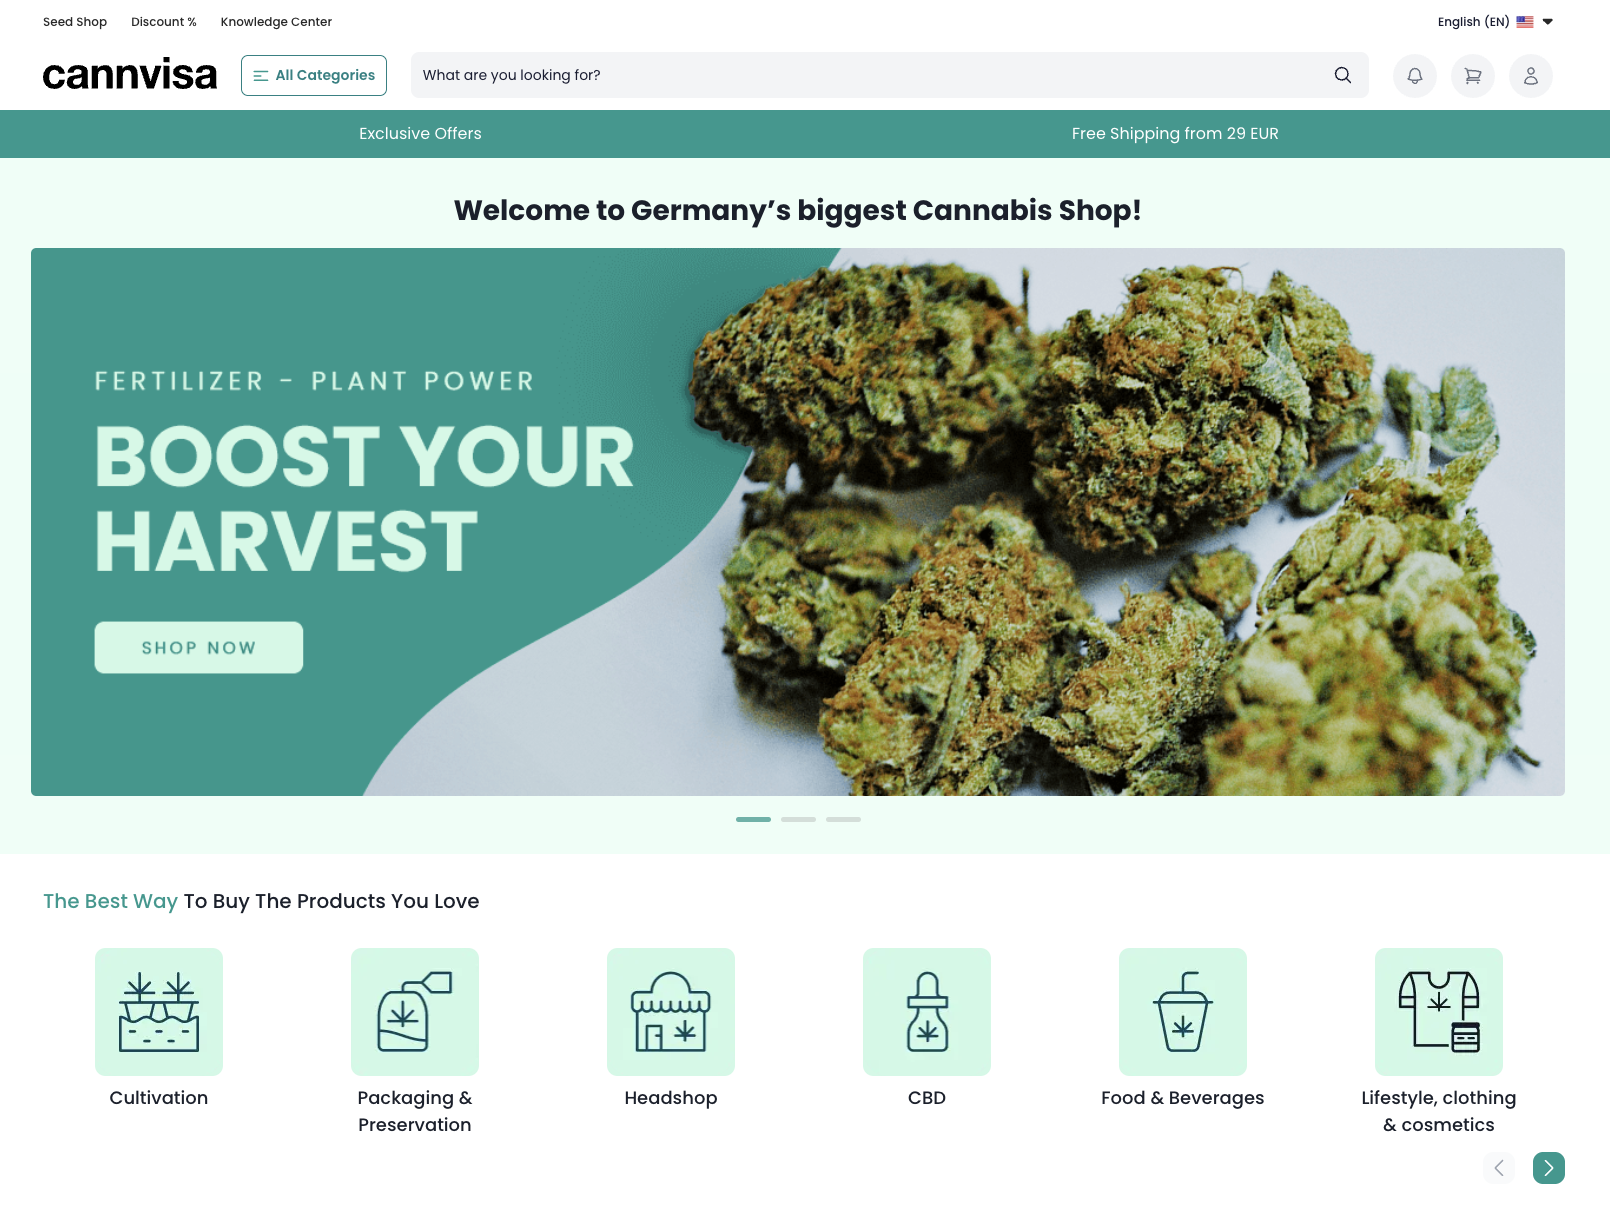 Seed Shop Discount % Knowledge Center English (EN)
cannvisa All Categories What are you looking for?
Exclusive Offers Free Shipping from 29 EUR
Welcome to Germany’s biggest Cannabis Shop!
FERTILIZER - PLANT POWER
BOOST YOUR
HARVEST
SHOP NOW
The Best Way To Buy The Products You Love
Cultivation
Packaging &
Preservation
Headshop
CBD
Food & Beverages
Lifestyle, clothing
& cosmetics